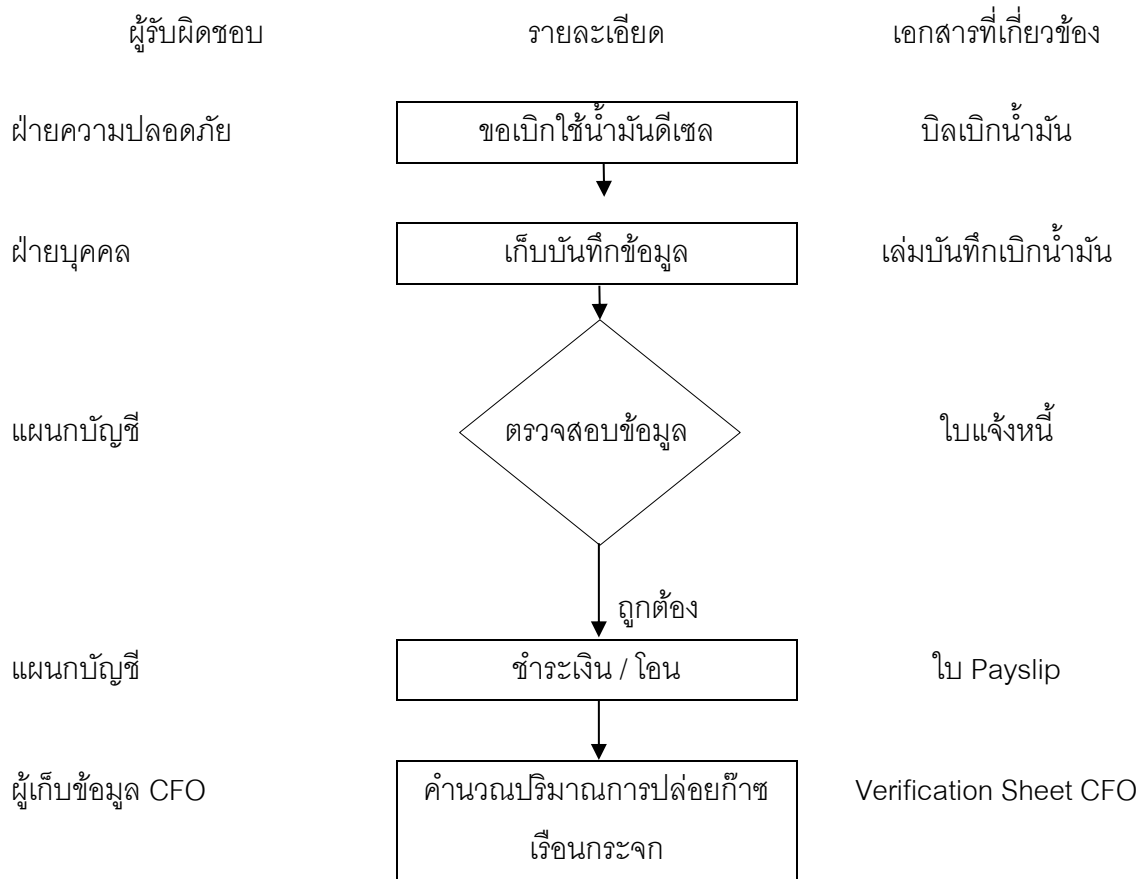 ผู้รับผิดชอบ รายละเอียด เอกสารที่เกี่ยวข้อง
ฝ่ายความปลอดภัย ขอเบิกใช้น้ำมันดีเซล บิลเบิกน้ำมัน
ฝ่ายบุคคล เก็บบันทึกข้อมูล เล่มบันทึกเบิกน้ำมัน
แผนกบัญชี ตรวจสอบข้อมูล ใบแจ้งหนี้
ถูกต้อง
แผนกบัญชี ชำระเงิน / โอน ใบ Payslip
ผู้เก็บข้อมูล CFO คำนวณปริมาณการปล่อยก๊าซ Verification Sheet CFO
เรือนกระจก